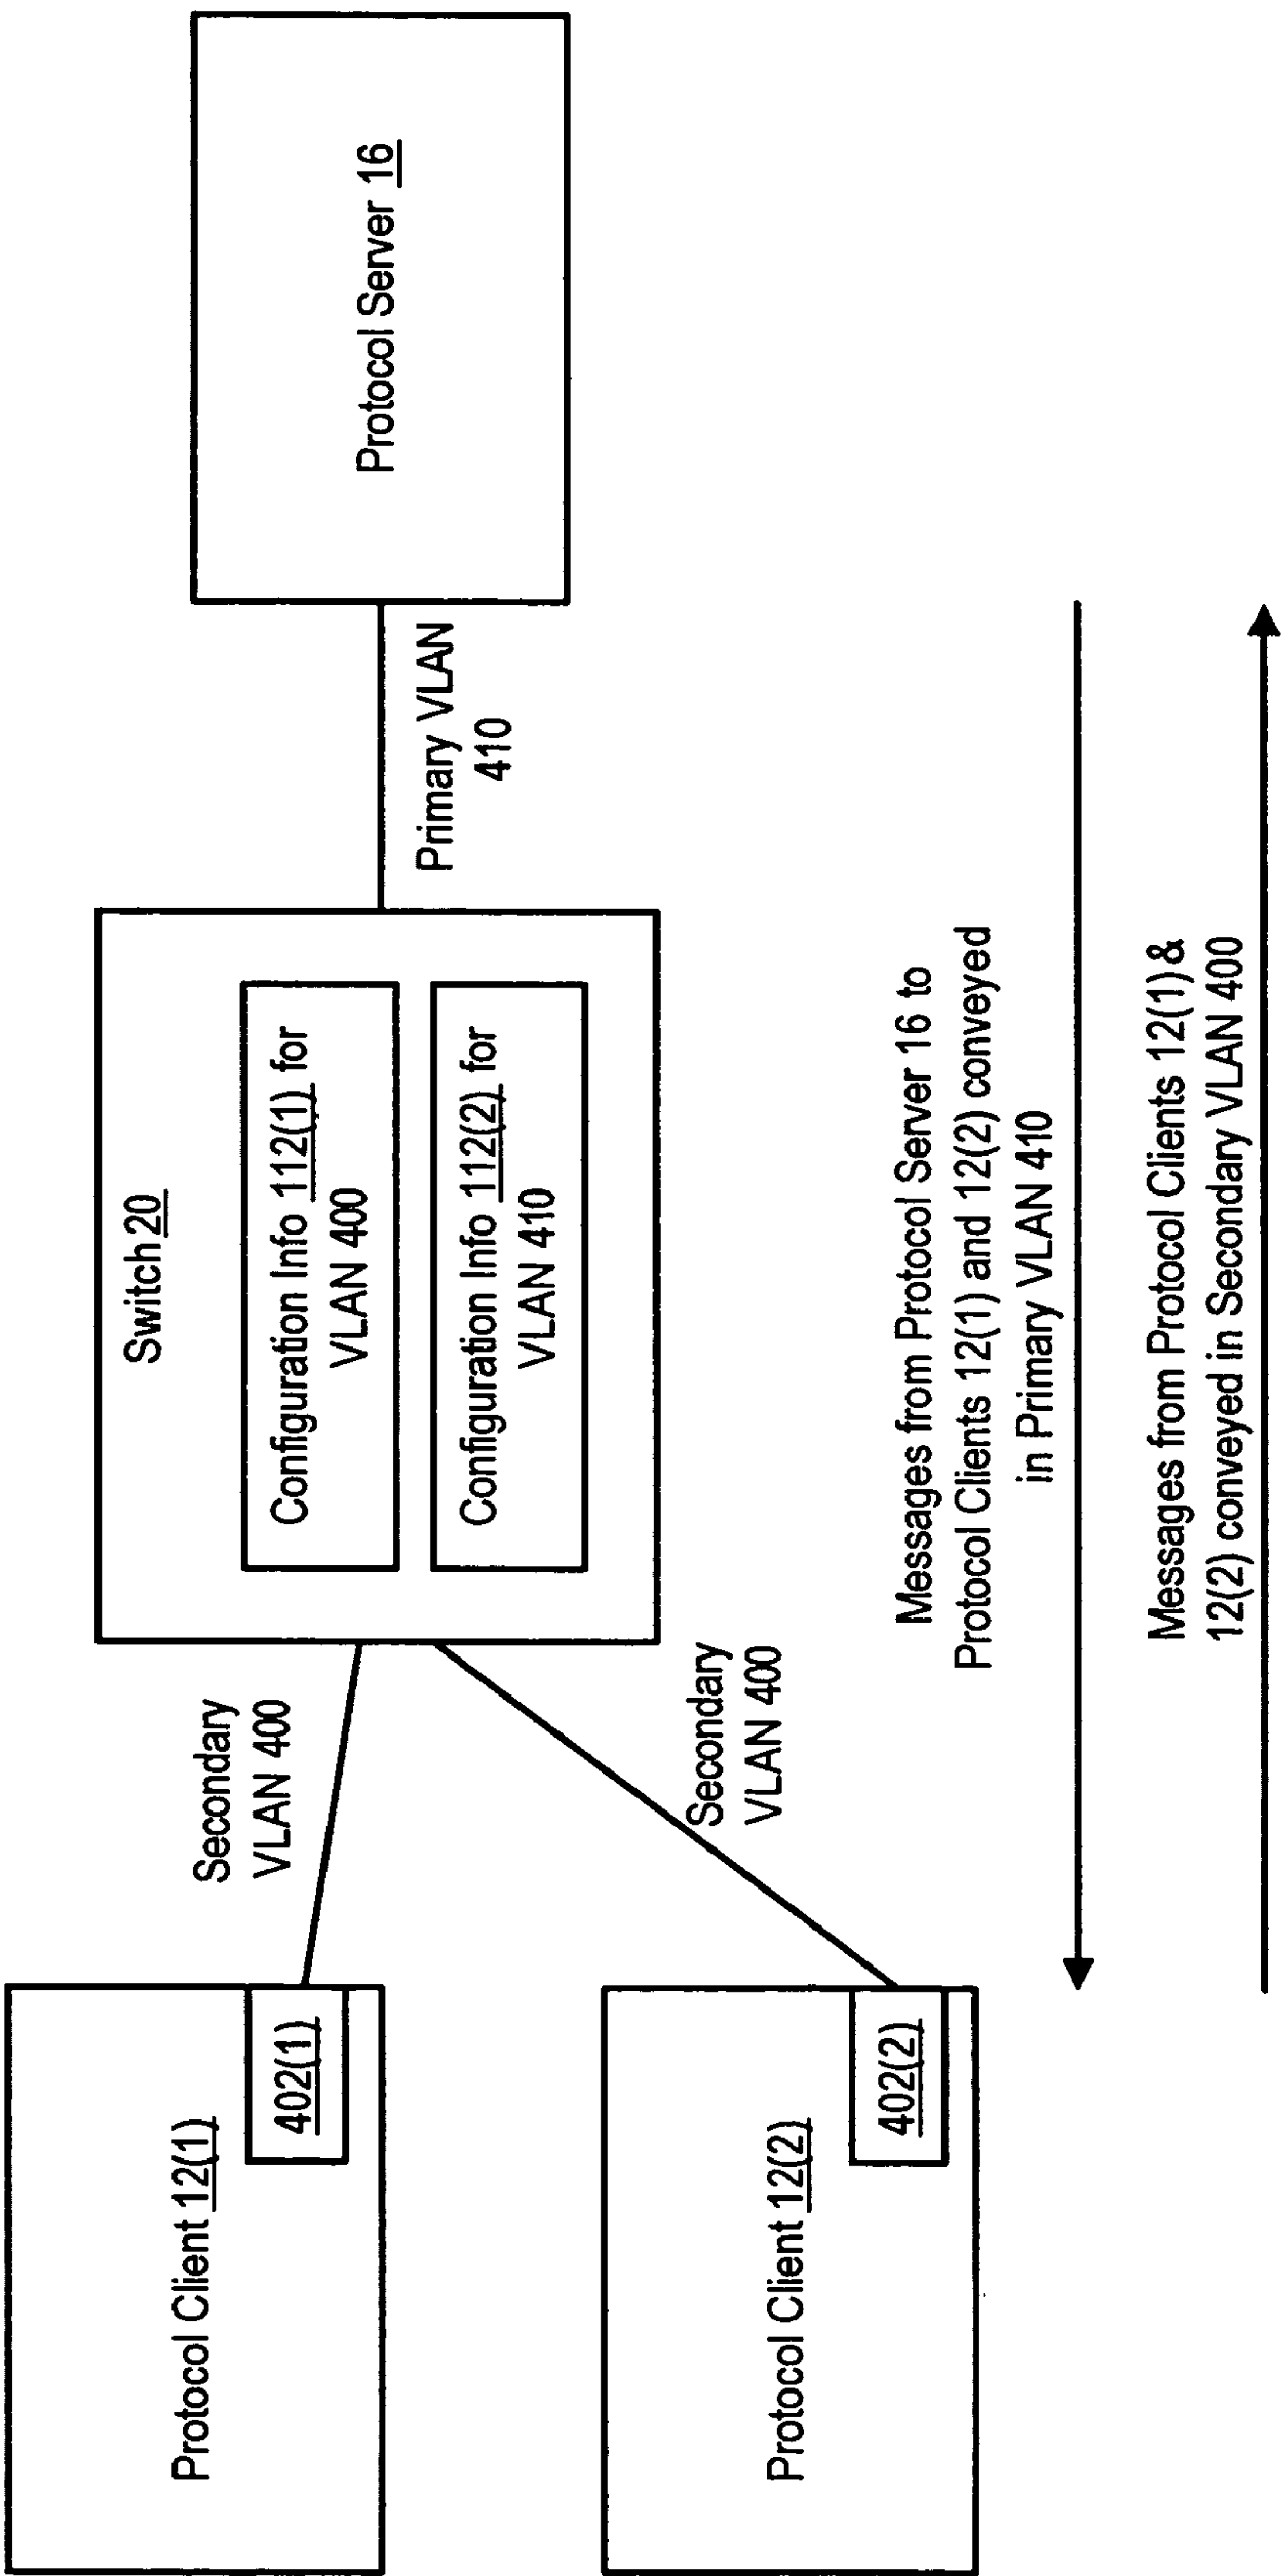 Protocol Client 12(1)
402(1)
Protocol Client 12(2)
402(2)
Secondary
VLAN 400
Secondary
VLAN 400
Switch 20
Configuration Info 112(1) for
VLAN 400
Configuration Info 112(2) for
VLAN 410
Primary VLAN
410
Protocol Server 16
Messages from Protocol Server 16 to
Protocol Clients 12(1) and 12(2) conveyed
in Primary VLAN 410
Messages from Protocol Clients 12(1) &
12(2) conveyed in Secondary VLAN 400